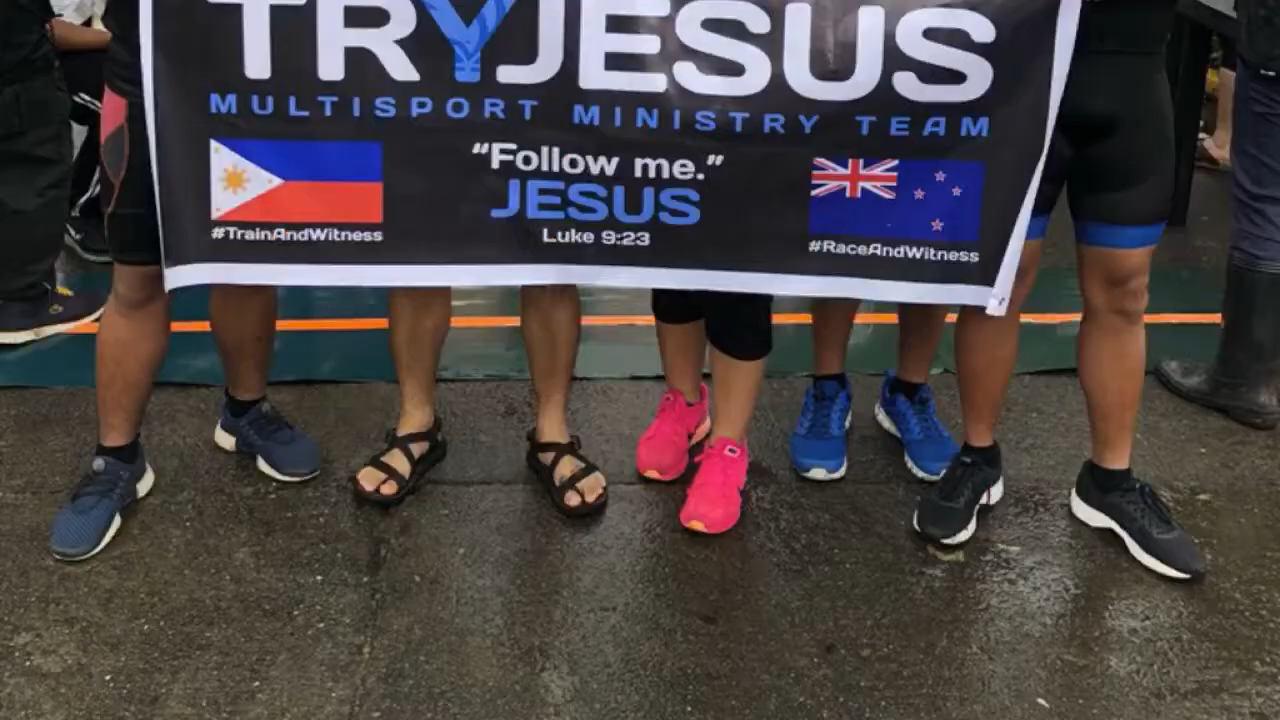 TRYJESUS
MULTISPORT MINISTRY TEAM
“Follow me.”
JESUS
Luke 9:23
#TrainAndWitness
#RaceAndWitness